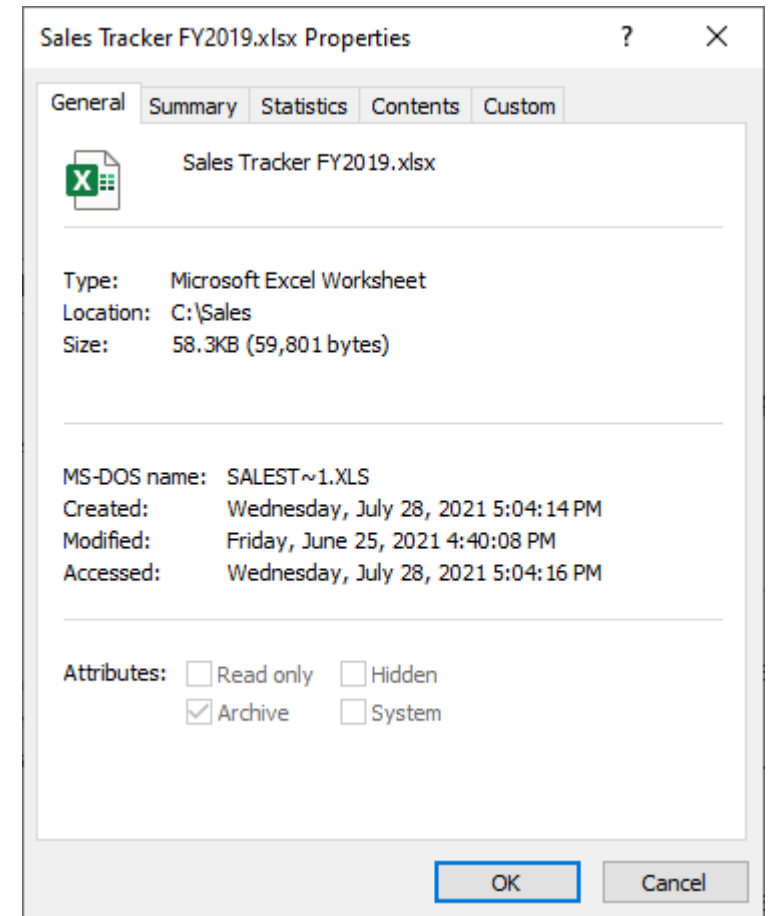 Sales Tracker FY2019.xlsx Properties ? ×
General Summary Statistics Contents Custom
X Sales Tracker FY2019.xlsx
Type: Microsoft Excel Worksheet
Location: C:\Sales
Size: 58.3KB (59,801 bytes)
MS-DOS name: SALEST~1.XLS
Created: Wednesday, July 28, 2021 5:04:14 PM
Modified: Friday, June 25, 2021 4:40:08 PM
Accessed: Wednesday, July 28, 2021 5:04:16 PM
Attributes: Read only Hidden
Archive System
OK Cancel